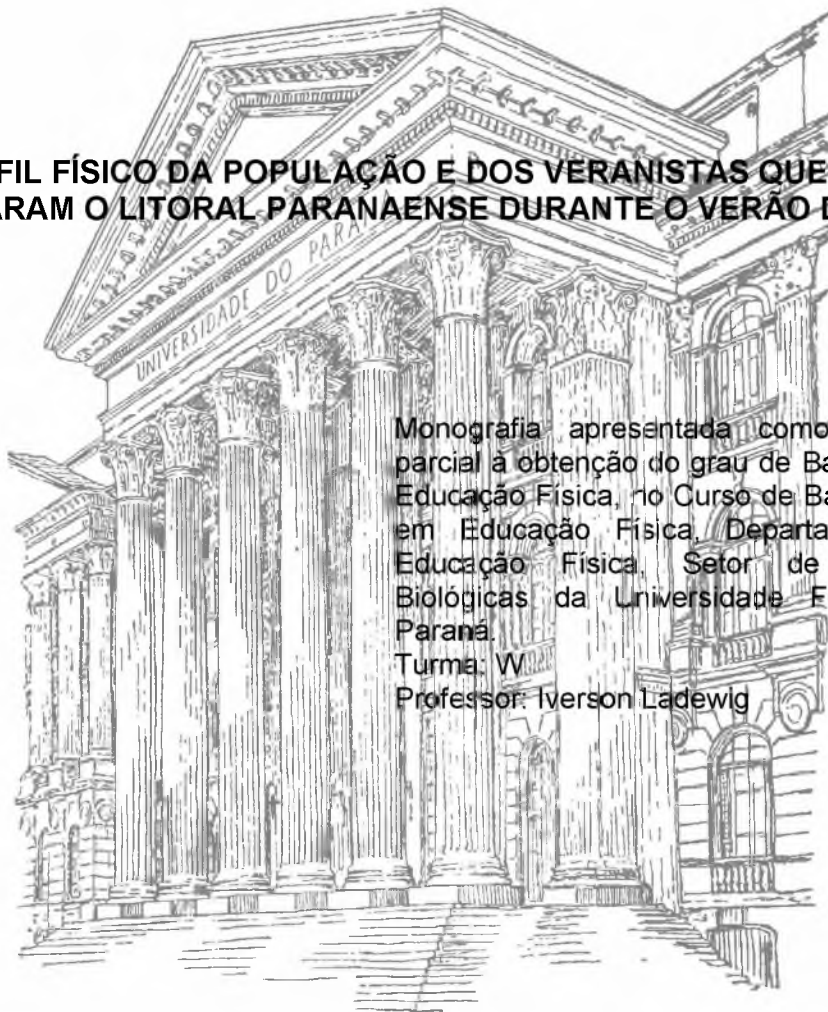 FIL FÍSICO DA POPULAÇÃO E DOS VERANISTAS QUE
ARAM O LITORAL PARANAENSE DURANTE O VERÃO D
UNIVERSIDADE DO PARA
Monografia apresentada como
parcial à obtenção do grau de Ba
Educação Física, no Curso de Ba
em Educação Física, Departa
Educação Física, Setor de
Biológicas da Universidade F
Paraná.
Turma: W
Professor: Iverson Ladewig